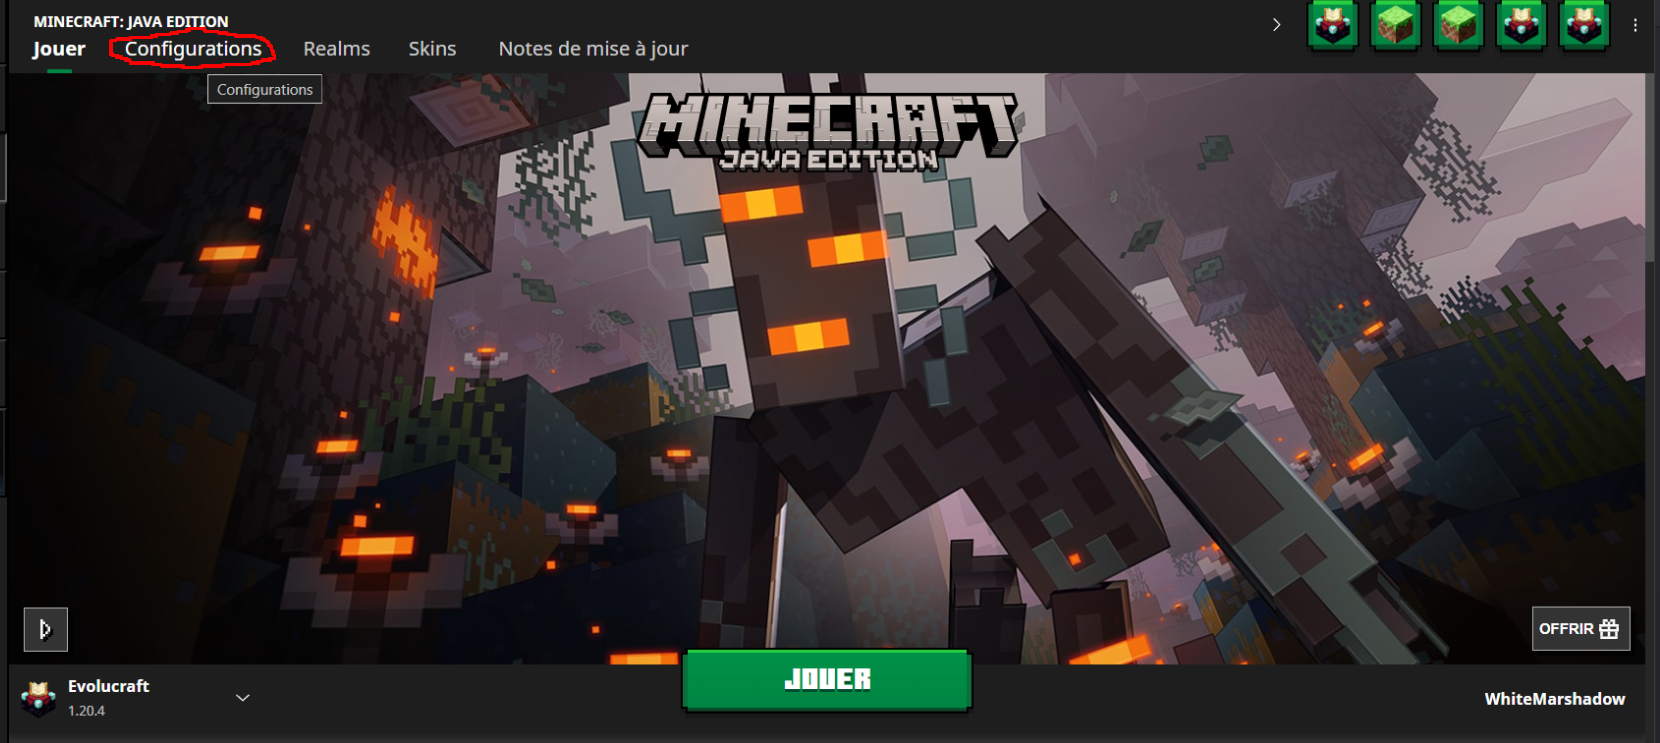 MINECRAFT: JAVA EDITION
Jouer Configurations Realms Skins Notes de mise à jour
Configurations
MINECRAFT
JAVA EDITION
OFFRIR
Evolucraft
1.20.4
JOUER
WhiteMarshadow